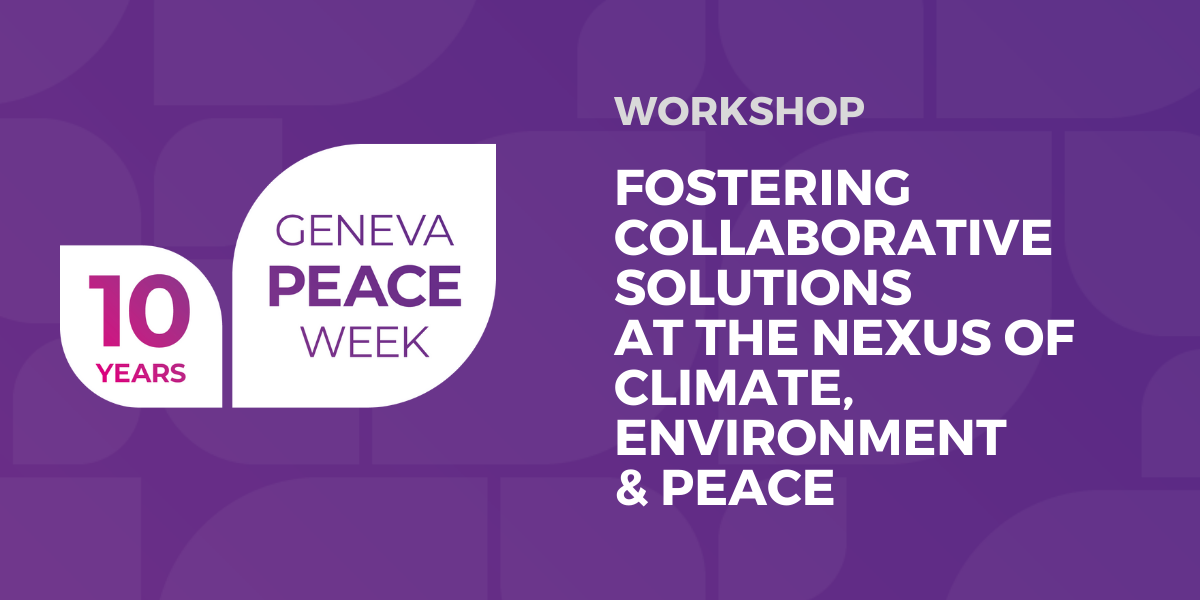 10
YEARS
GENEVA
PEACE
WEEK
WORKSHOP
FOSTERING
COLLABORATIVE
SOLUTIONS
AT THE NEXUS OF
CLIMATE,
ENVIRONMENT
& PEACE